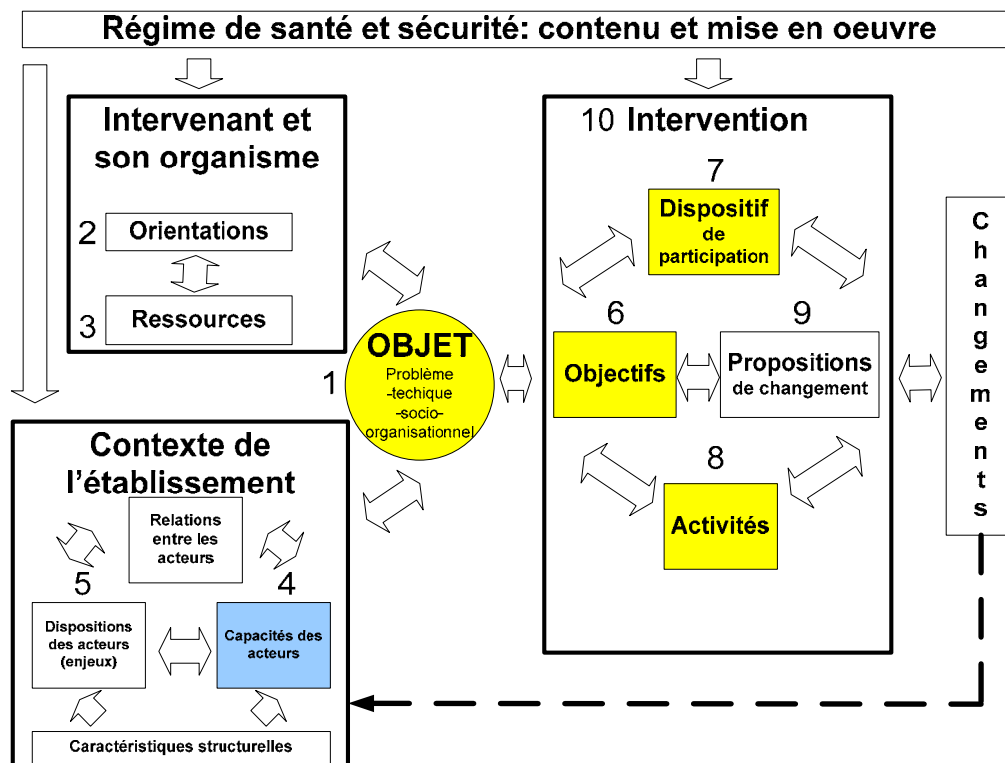 Régime de santé et sécurité: contenu et mise en oeuvre
Intervenant et
son organisme
2
Orientations
3
Ressources
1
OBJET
Problème
-techique
-socio-
organisationnel
Contexte de
l'établissement
Relations
entre les
acteurs
5
4
Dispositions
des acteurs
(enjeux)
Capacités des
acteurs
Caractéristiques structurelles
10 Intervention
7
Dispositif
de
participation
6
9
Objectifs
Propositions
de changement
8
Activités
C
h
a
n
g
e
m
e
n
t
s